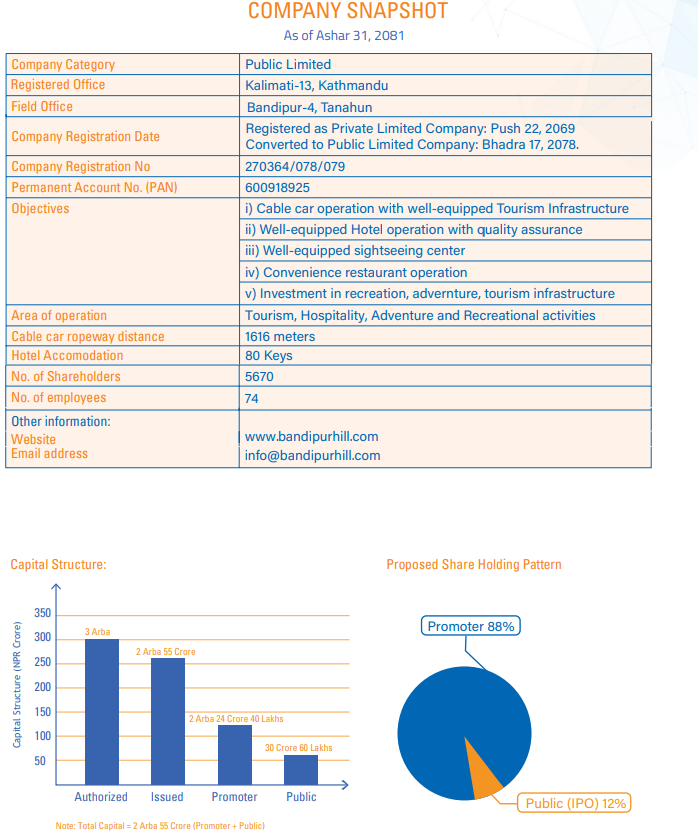 COMPANY SNAPSHOT
As of Ashar 31, 2081
Company Category Public Limited
Registered Office Kalimati-13, Kathmandu
Field Office Bandipur-4, Tanahun
Company Registration Date Registered as Private Limited Company: Push 22, 2069
Converted to Public Limited Company: Bhadra 17, 2078.
Company Registration No 270364/078/079
Permanent Account No. (PAN) 600918925
Objectives i) Cable car operation with well-equipped Tourism Infrastructure
ii) Well-equipped Hotel operation with quality assurance
iii) Well-equipped sightseeing center
iv) Convenience restaurant operation
v) Investment in recreation, advernture, tourism infrastructure
Area of operation Tourism, Hospitality, Adventure and Recreational activities
Cable car ropeway distance 1616 meters
Hotel Accomodation 80 Keys
No. of Shareholders 5670
No. of employees 74
Other information:
Website www.bandipurhill.com
Email address info@bandipurhill.com
Capital Structure:
Capital Structure (NPR Crore)
350
300
250
200
150
100
50
3 Arba
2 Arba 55 Crore
2 Arba 24 Crore 40 Lakhs
30 Crore 60 Lakhs
Authorized Issued Promoter Public
Note: Total Capital = 2 Arba 55 Crore (Promoter + Public)
Proposed Share Holding Pattern
Promoter 88%
Public (IPO) 12%